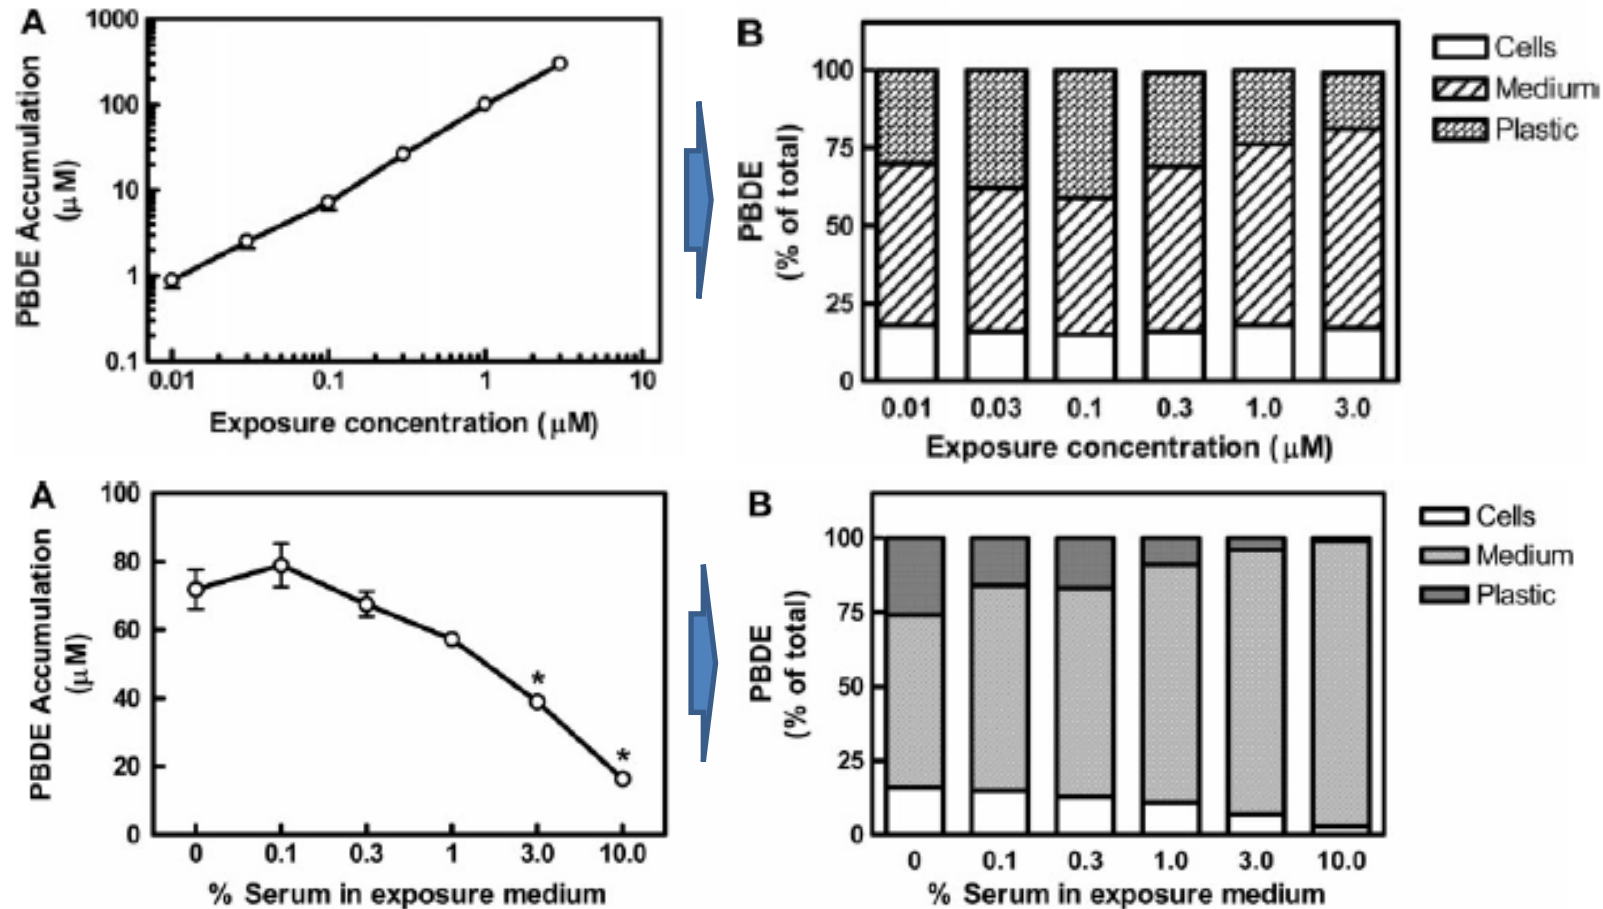 A
PBDE Accumulation
(μM)
1000
100
10
1
0.1
0.01 0.1 1 10
Exposure concentration (μM)
B
PBDE
(% of total)
100
75
50
25
0
0.01 0.03 0.1 0.3 1.0 3.0
Exposure concentration (μM)
Cells
Medium
Plastic
A
PBDE Accumulation
(μM)
100
80
60
40
20
0
*
*
0 0.1 0.3 1 3.0 10.0
% Serum in exposure medium
B
PBDE
(% of total)
100
75
50
25
0
0 0.1 0.3 1.0 3.0 10.0
% Serum in exposure medium
Cells
Medium
Plastic